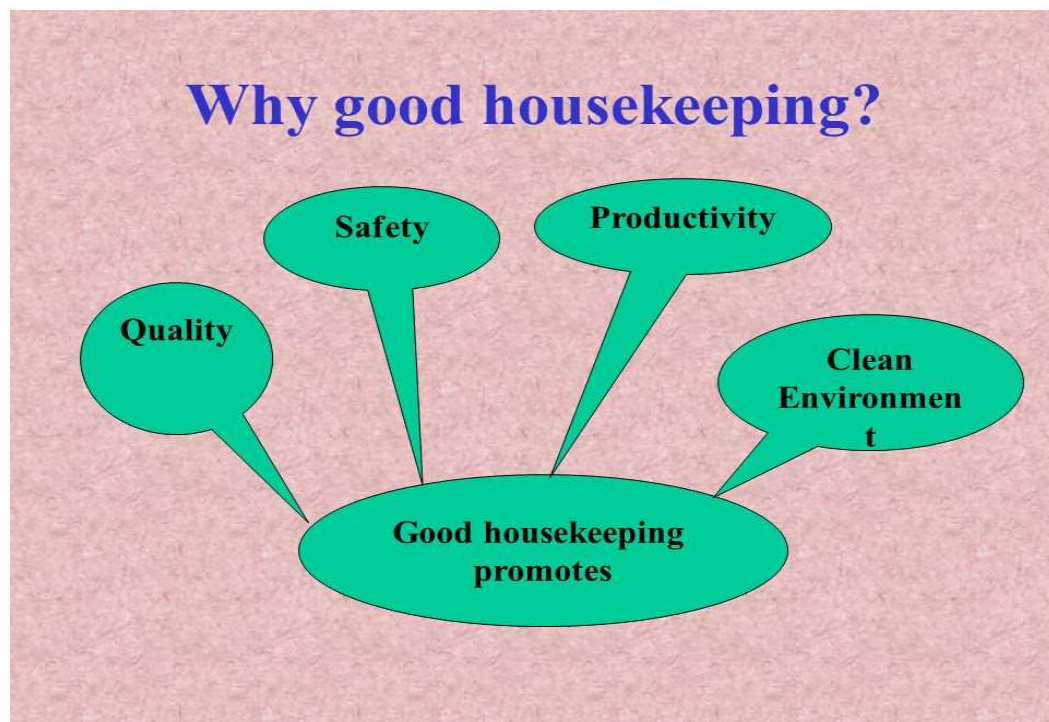 Why good housekeeping?
Safety
Productivity
Quality
Clean
Environmen
t
Good housekeeping
promotes